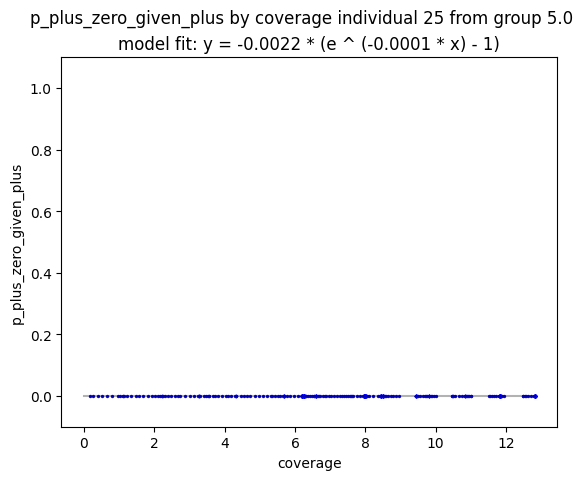 p_plus_zero_given_plus by coverage individual 25 from group 5.0
model fit: y = -0.0022 * (e ^ (-0.0001 * x) - 1)
1.0
0.8
0.6
0.4
0.2
0.0
p_plus_zero_given_plus
0 2 4 6 8 10 12
coverage